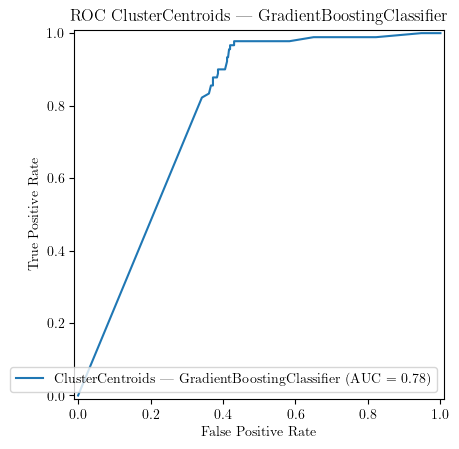 ROC ClusterCentroids — GradientBoostingClassifier
1.0
0.8
0.6
0.4
0.2
0.0
True Positive Rate
ClusterCentroids — GradientBoostingClassifier (AUC = 0.78)
0.0 0.2 0.4 0.6 0.8 1.0
False Positive Rate